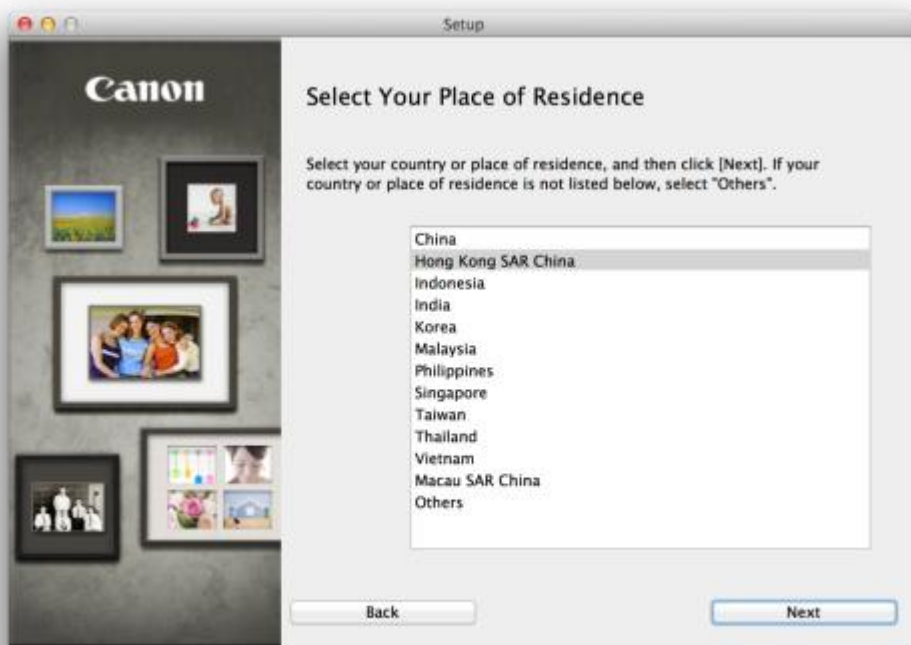 Setup
Canon
Select Your Place of Residence
Select your country or place of residence, and then click [Next]. If your
country or place of residence is not listed below, select "Others".
China
Hong Kong SAR China
Indonesia
India
Korea
Malaysia
Philippines
Singapore
Taiwan
Thailand
Vietnam
Macau SAR China
Others
Back
Next